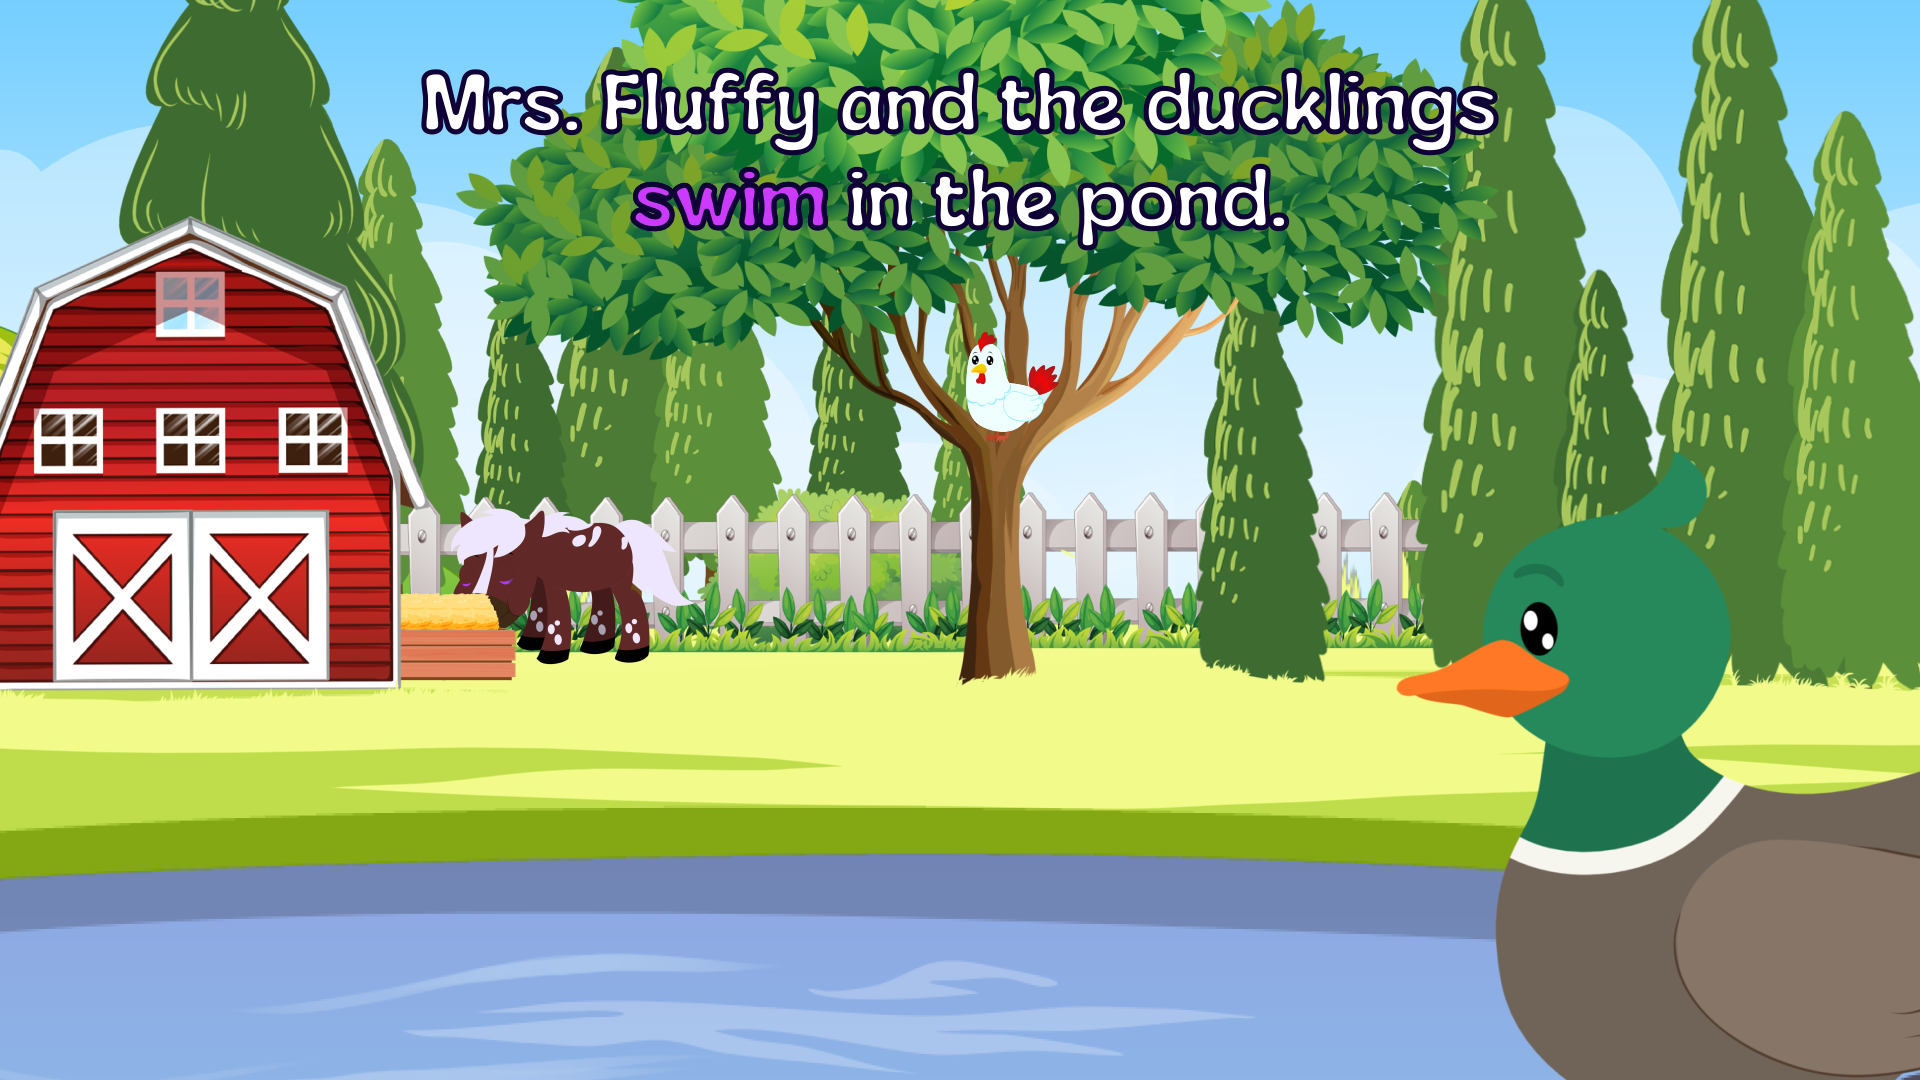 Mrs. Fluffy and the ducklings
swim in the pond.